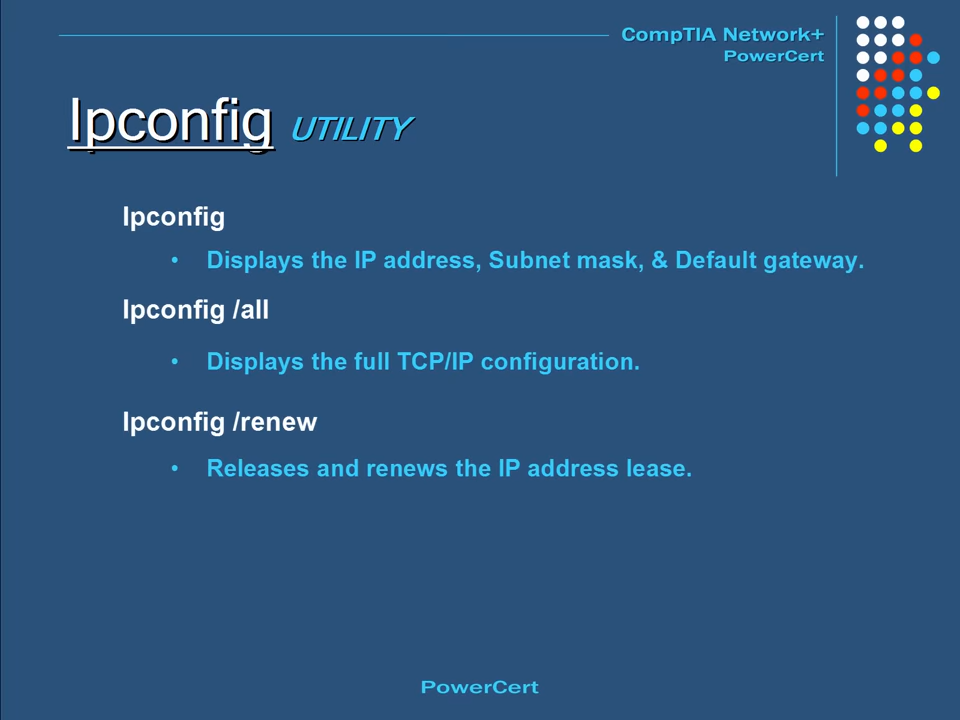 CompTIA Network+
PowerCert
Ipconfig UTILITY
Ipconfig
• Displays the IP address, Subnet mask, & Default gateway.
Ipconfig /all
• Displays the full TCP/IP configuration.
Ipconfig /renew
• Releases and renews the IP address lease.
PowerCert